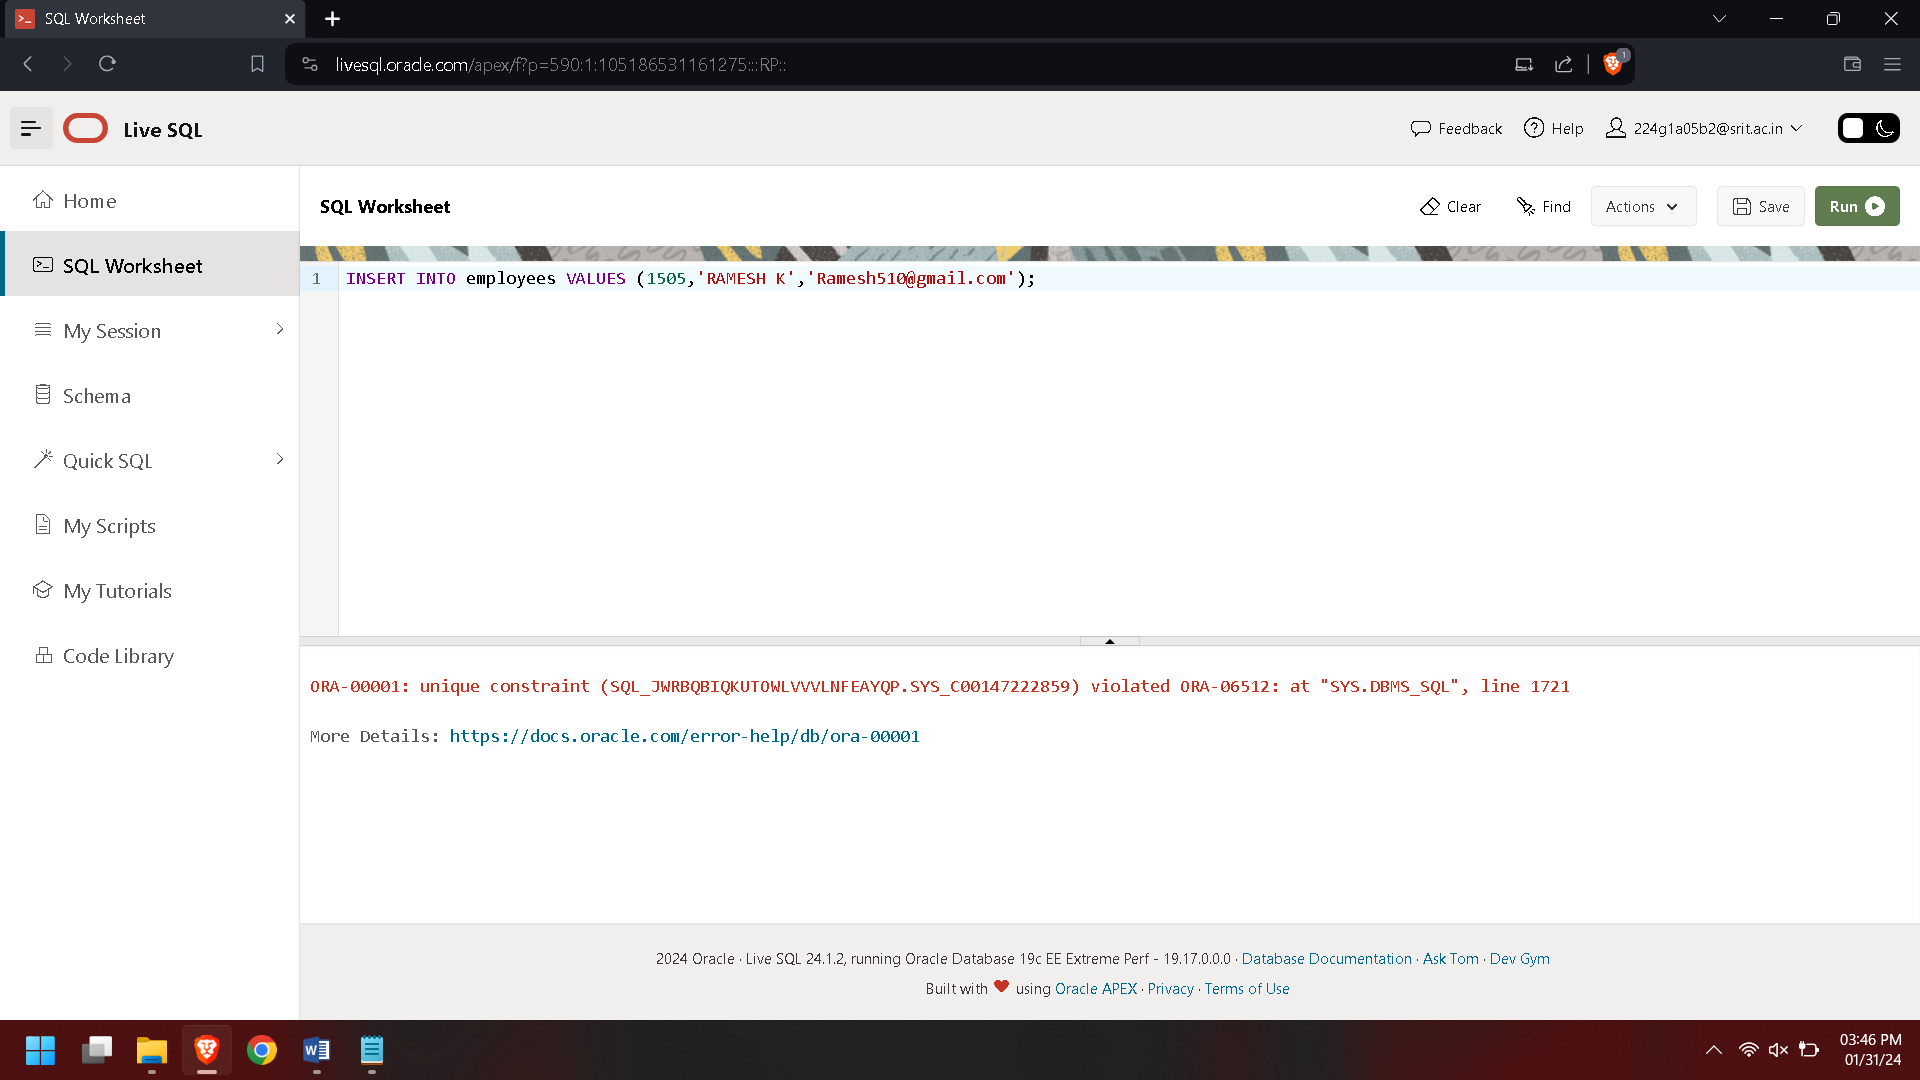 SQL Worksheet
livesql.oracle.com/apex/f?p=590:1:105186531161275:::RP::
1
Live SQL
Feedback
Help
224g1a05b2@srit.ac.in
Home
SQL Worksheet
My Session
Schema
Quick SQL
My Scripts
My Tutorials
Code Library
SQL Worksheet
Clear
Find
Actions
Save
Run
1 INSERT INTO employees VALUES (1505,'RAMESH K','Ramesh510@gmail.com');
ORA-00001: unique constraint (SQL_JWRBQBIQKUTOWLVVVLNFEAYQP.SYS_C00147222859) violated ORA-06512: at "SYS.DBMS_SQL", line 1721
More Details: https://docs.oracle.com/error-help/db/ora-00001
2024 Oracle · Live SQL 24.1.2, running Oracle Database 19c EE Extreme Perf - 19.17.0.0.0 · Database Documentation · Ask Tom · Dev Gym
Built with ❤ using Oracle APEX · Privacy · Terms of Use
03:46 PM
01/31/24